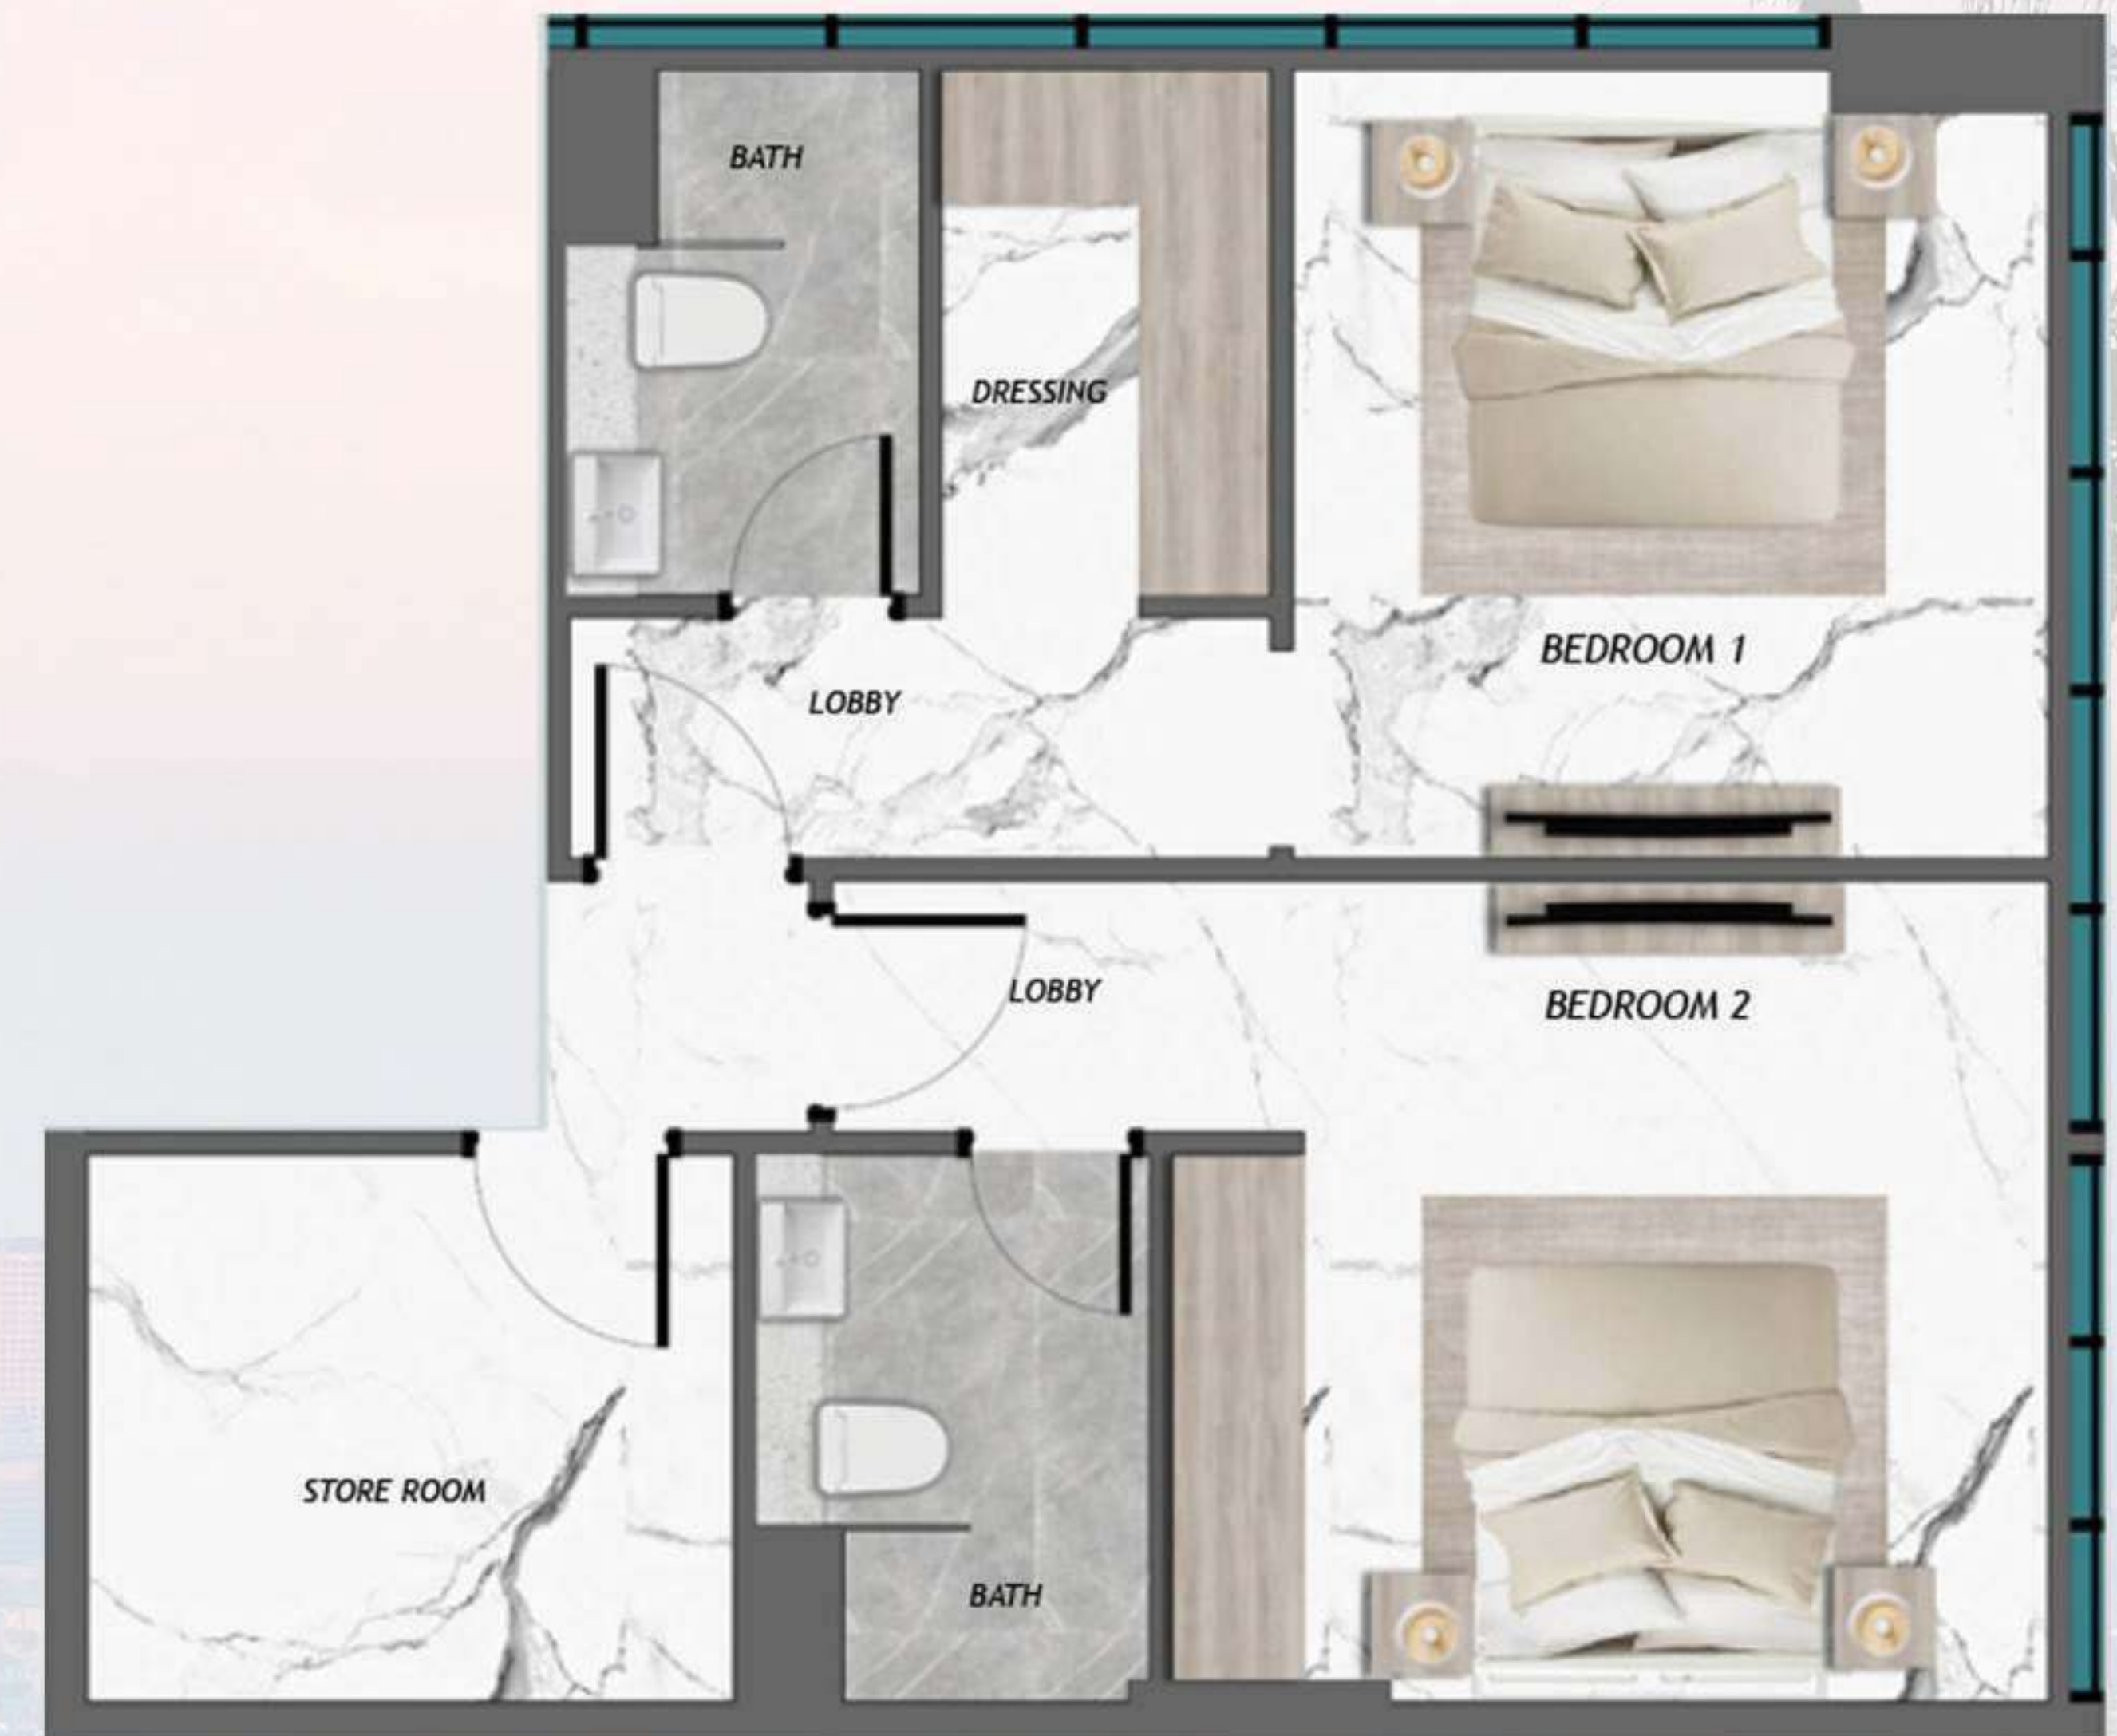 BATH
DRESSING
BEDROOM 1
LOBBY
LOBBY
BEDROOM 2
STORE ROOM
BATH